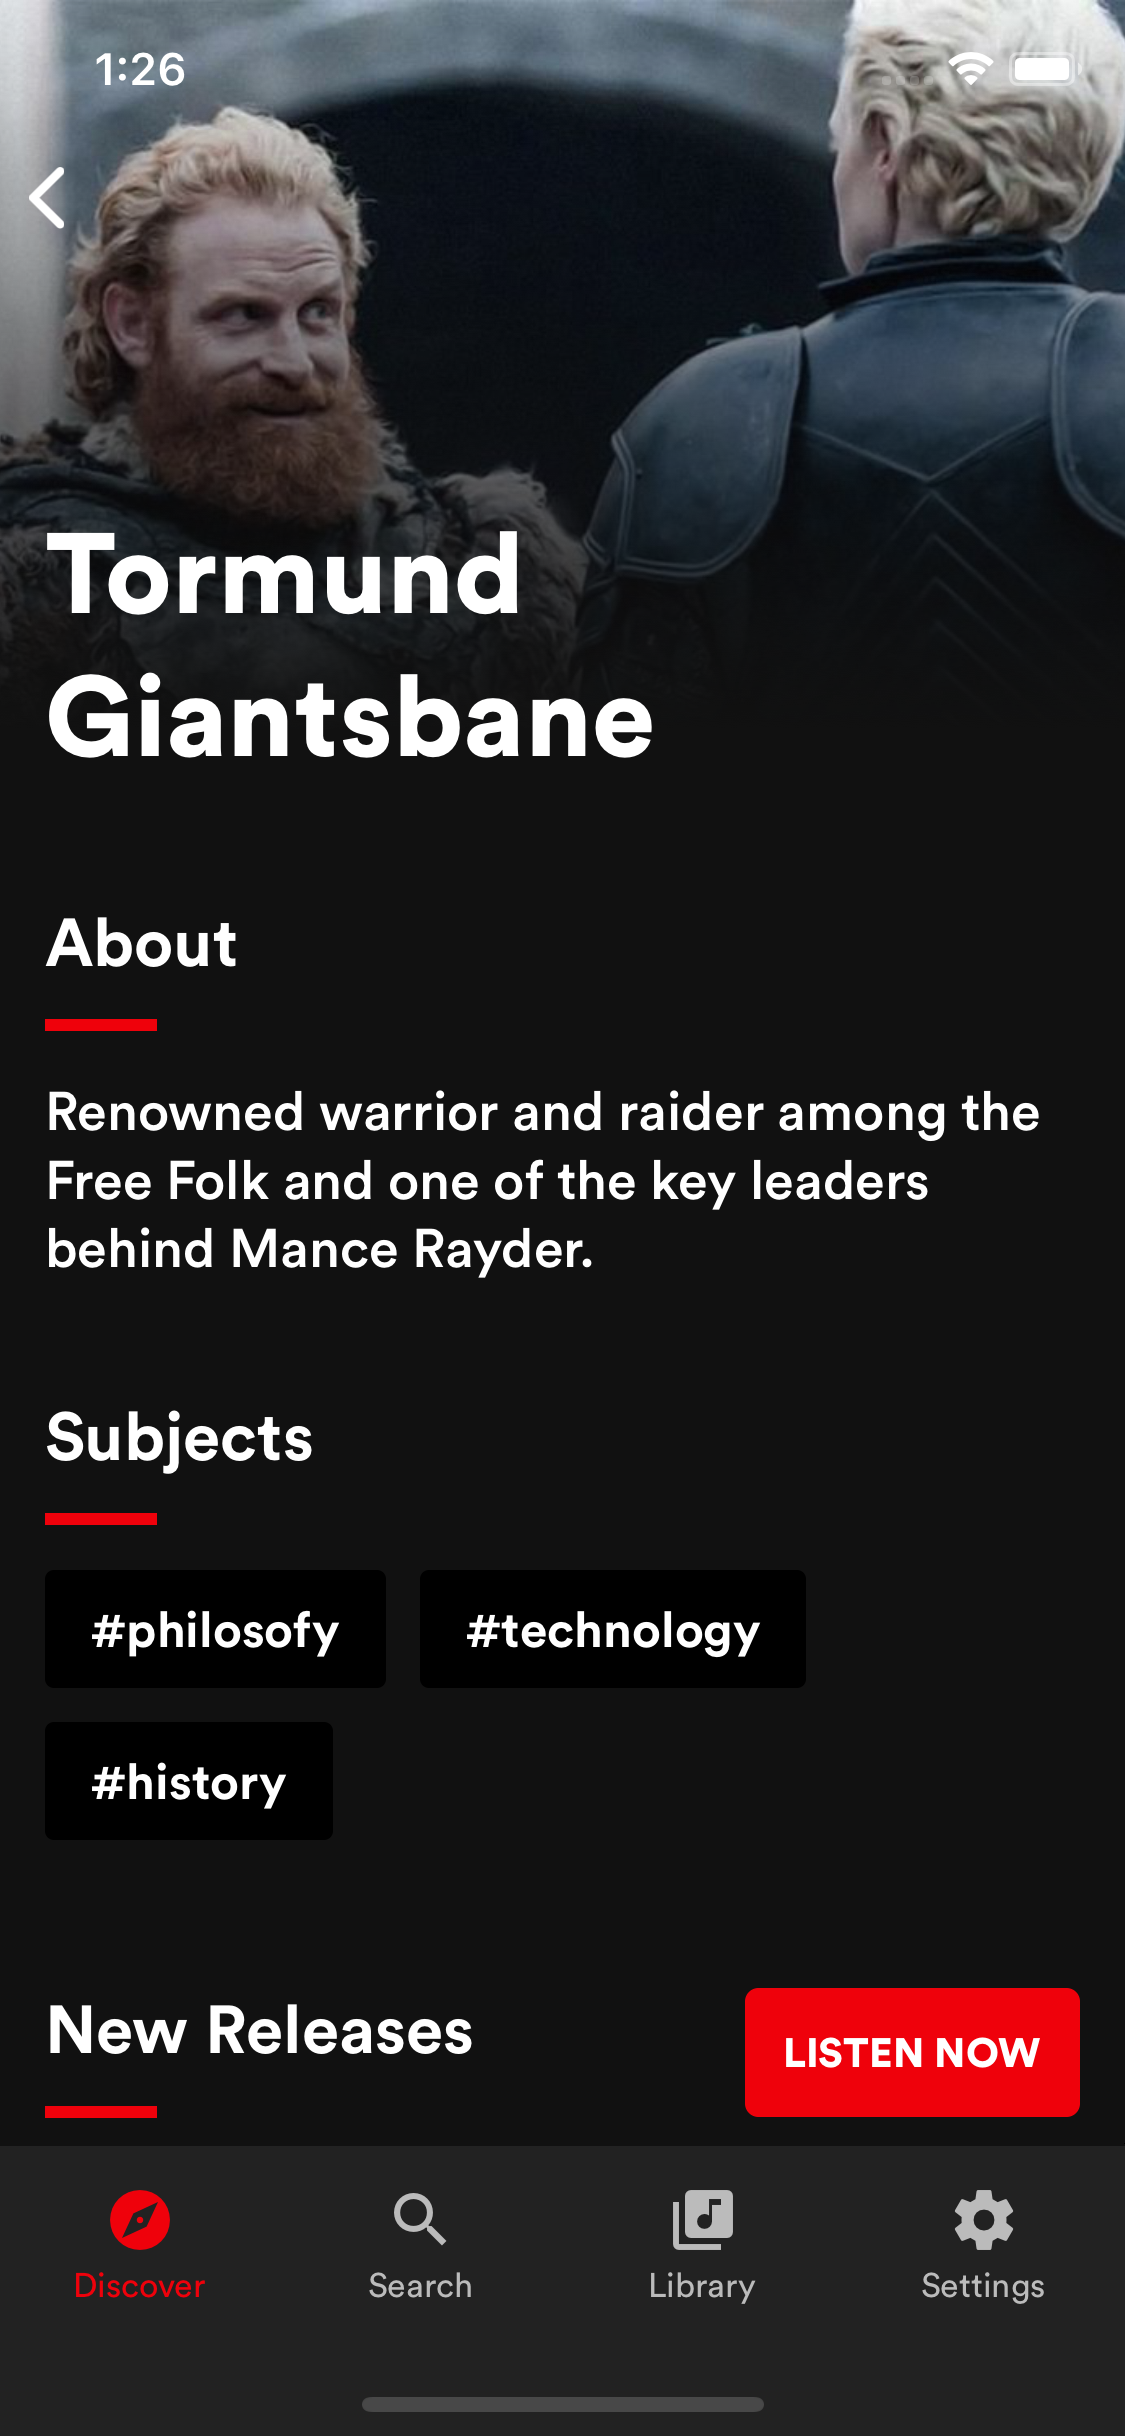 1:26
Tormund
Giantsbane
About
Renowned warrior and raider among the
Free Folk and one of the key leaders
behind Mance Rayder.
Subjects
#philosofy #technology
#history
New Releases LISTEN NOW
Discover Search Library Settings